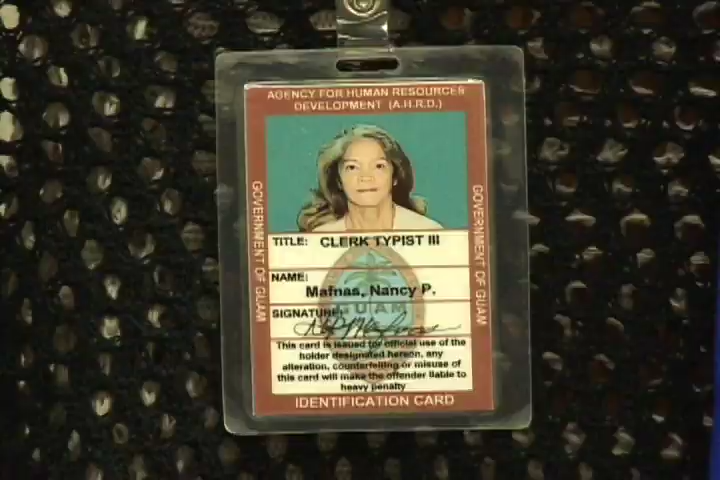 AGENCY FOR HUMAN RESOURCES
DEVELOPMENT (A.H.R.D.)
GOVERNMENT OF GUAM
GOVERNMENT OF GUAM
TITLE: CLERK TYPIST III
NAME:
Mafnas, Nancy P.
GUAM
SIGNATURE:
This card is issued for official use of the
holder designated hereon, any
alteration, counterfeiting or misuse of
this card will make the offender liable to
heavy penalty
IDENTIFICATION CARD